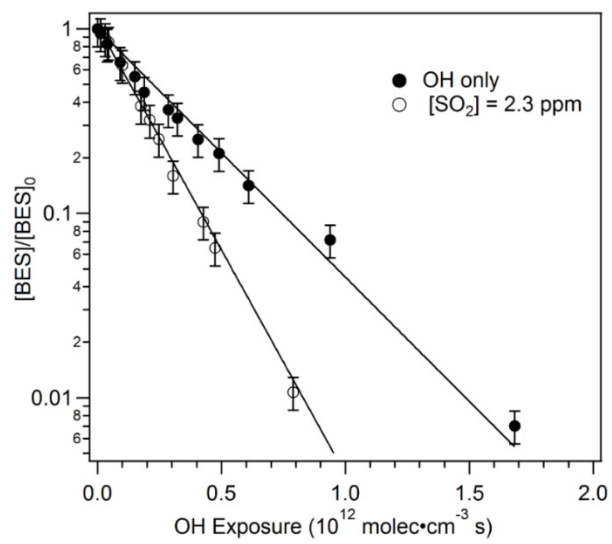 1
8
6
4
2
0.1
8
6
4
2
0.01
8
6
[BES]/[BES]₀
OH only
[SO₂] = 2.3 ppm
0.0 0.5 1.0 1.5 2.0
OH Exposure (10¹² molec•cm⁻³ s)